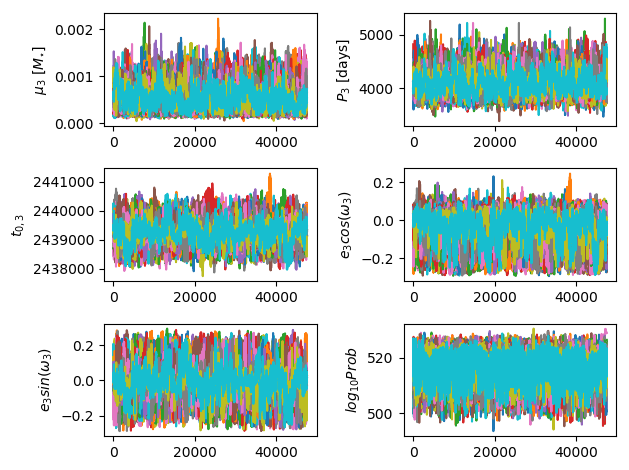 μ₃ [M⋆]
0.002
0.001
0.000
0 20000 40000
P₃ [days]
5000
4000
0 20000 40000
t₀,₃
2441000
2440000
2439000
2438000
0 20000 40000
e₃cos(ω₃)
0.2
0.0
−0.2
0 20000 40000
e₃sin(ω₃)
0.2
0.0
−0.2
0 20000 40000
log₁₀Prob
520
500
0 20000 40000